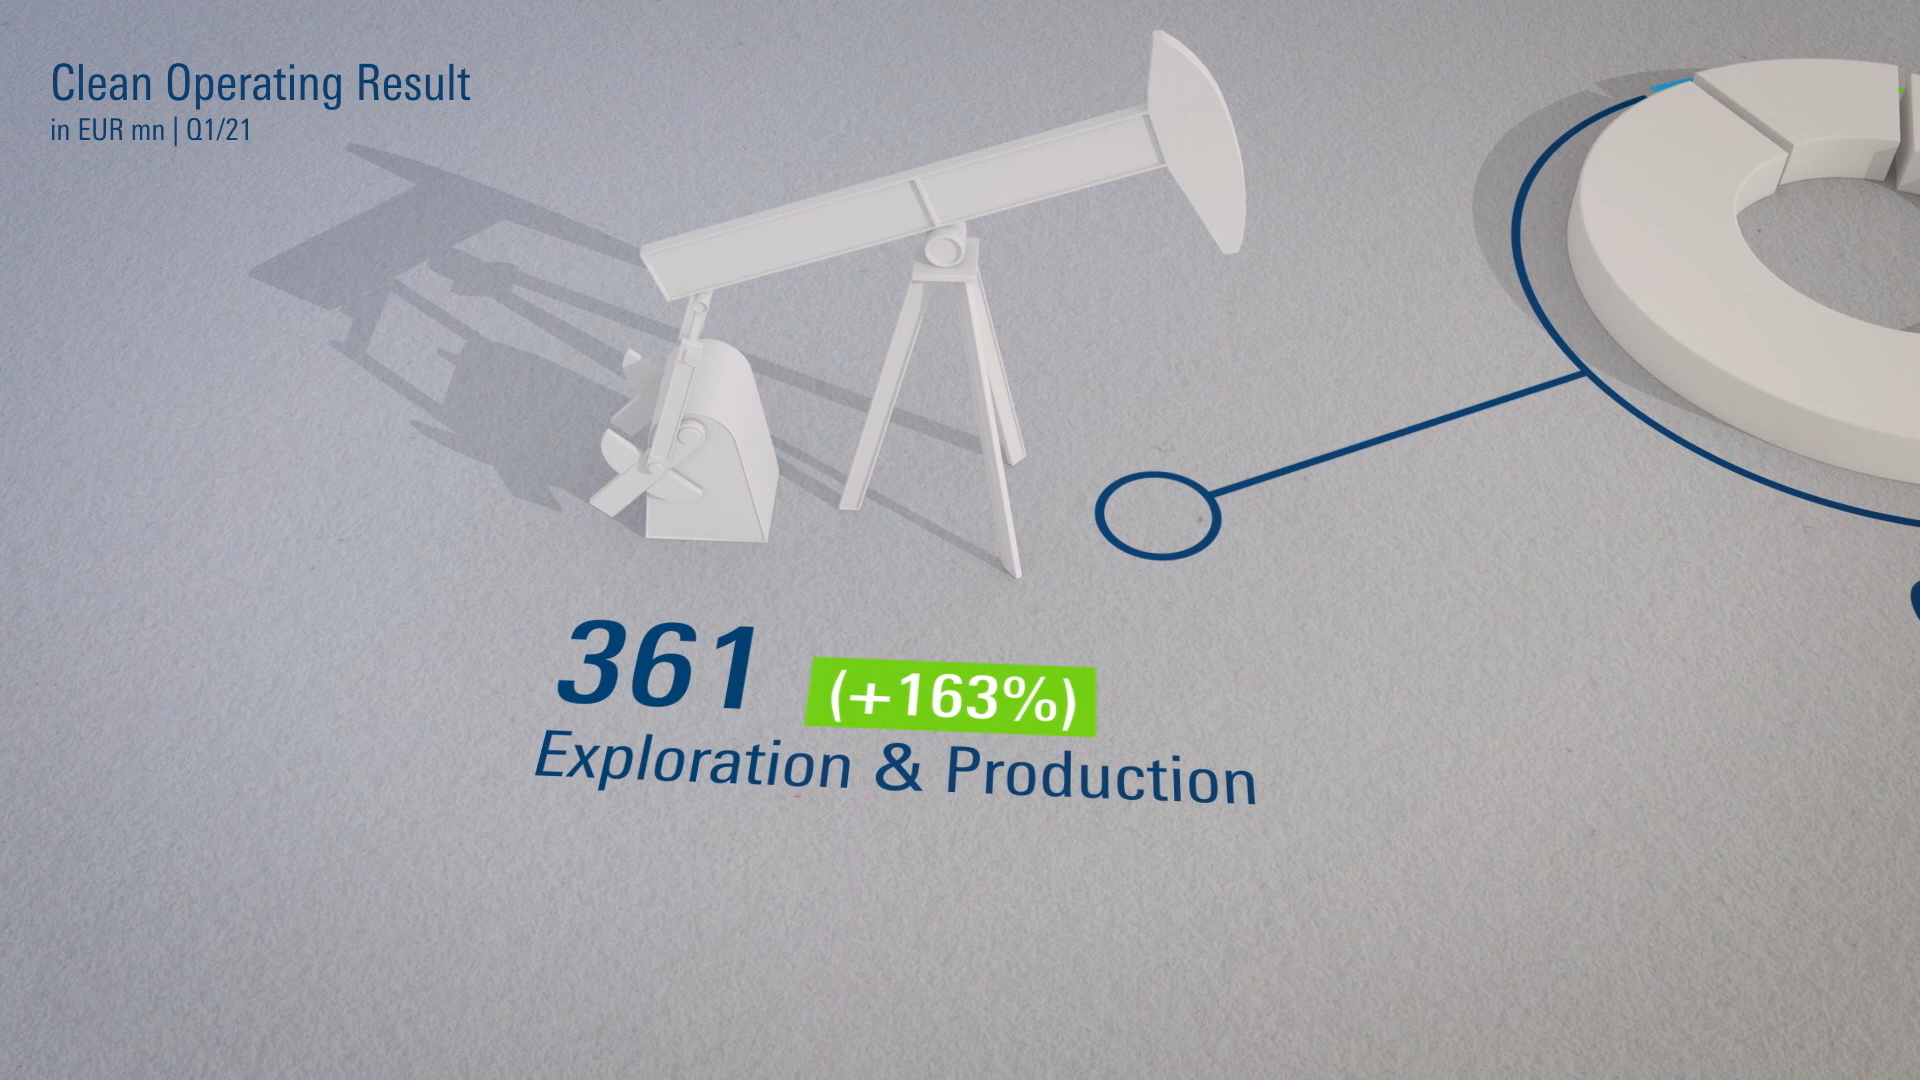 Clean Operating Result
in EUR mn | Q1/21
361 (+163%)
Exploration & Production